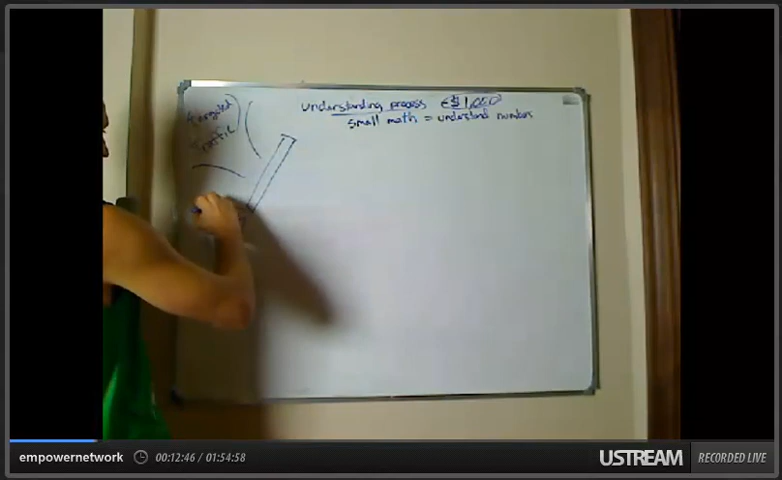 understanding process €$ 1,000
small math = understand numbers
Targeted
Traffic
empowernetwork
00:12:46 / 01:54:58
USTREAM
RECORDED LIVE